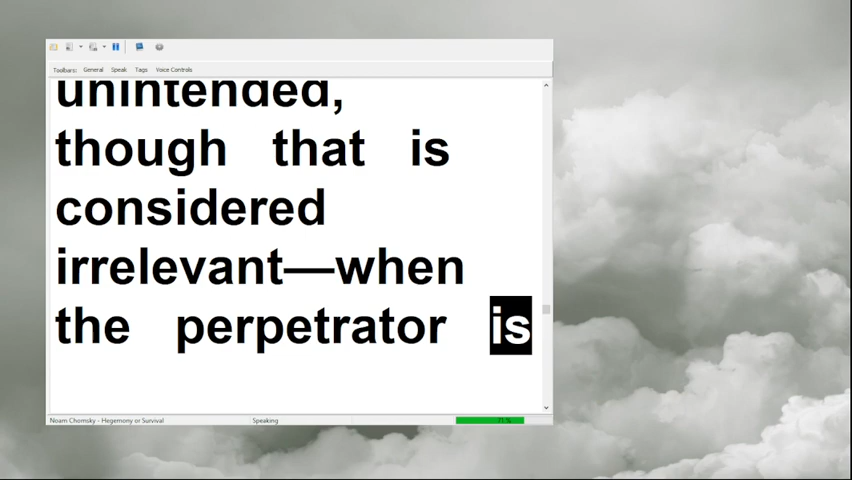 Toolbars: General Speak Tags Voice Controls
unintended,
though that is
considered
irrelevant—when
the perpetrator is
Noam Chomsky - Hegemony or Survival Speaking 71 %